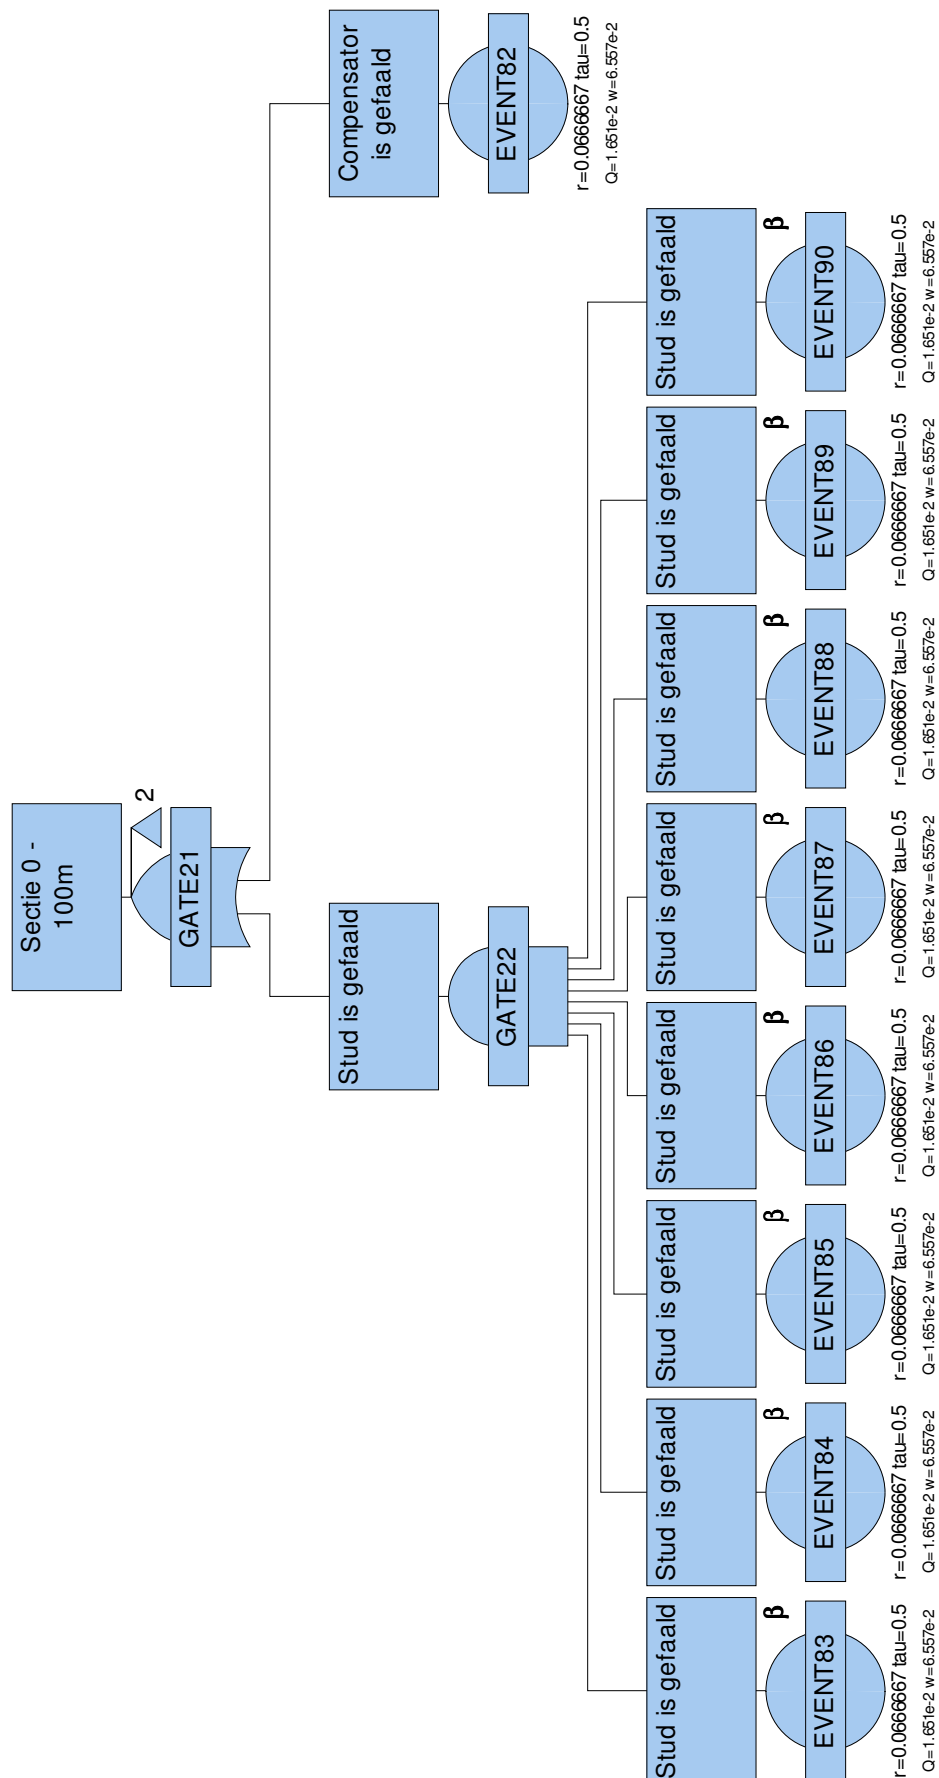 Sectie 0 -
100m
2
GATE21
Stud is gefaald
GATE22
Compensator
is gefaald
EVENT82
r=0.0666667 tau=0.5
Q=1.651e-2 w=6.557e-2
Stud is gefaald
β
EVENT83
r=0.0666667 tau=0.5
Q=1.651e-2 w=6.557e-2
Stud is gefaald
β
EVENT84
r=0.0666667 tau=0.5
Q=1.651e-2 w=6.557e-2
Stud is gefaald
β
EVENT85
r=0.0666667 tau=0.5
Q=1.651e-2 w=6.557e-2
Stud is gefaald
β
EVENT86
r=0.0666667 tau=0.5
Q=1.651e-2 w=6.557e-2
Stud is gefaald
β
EVENT87
r=0.0666667 tau=0.5
Q=1.651e-2 w=6.557e-2
Stud is gefaald
β
EVENT88
r=0.0666667 tau=0.5
Q=1.651e-2 w=6.557e-2
Stud is gefaald
β
EVENT89
r=0.0666667 tau=0.5
Q=1.651e-2 w=6.557e-2
Stud is gefaald
β
EVENT90
r=0.0666667 tau=0.5
Q=1.651e-2 w=6.557e-2